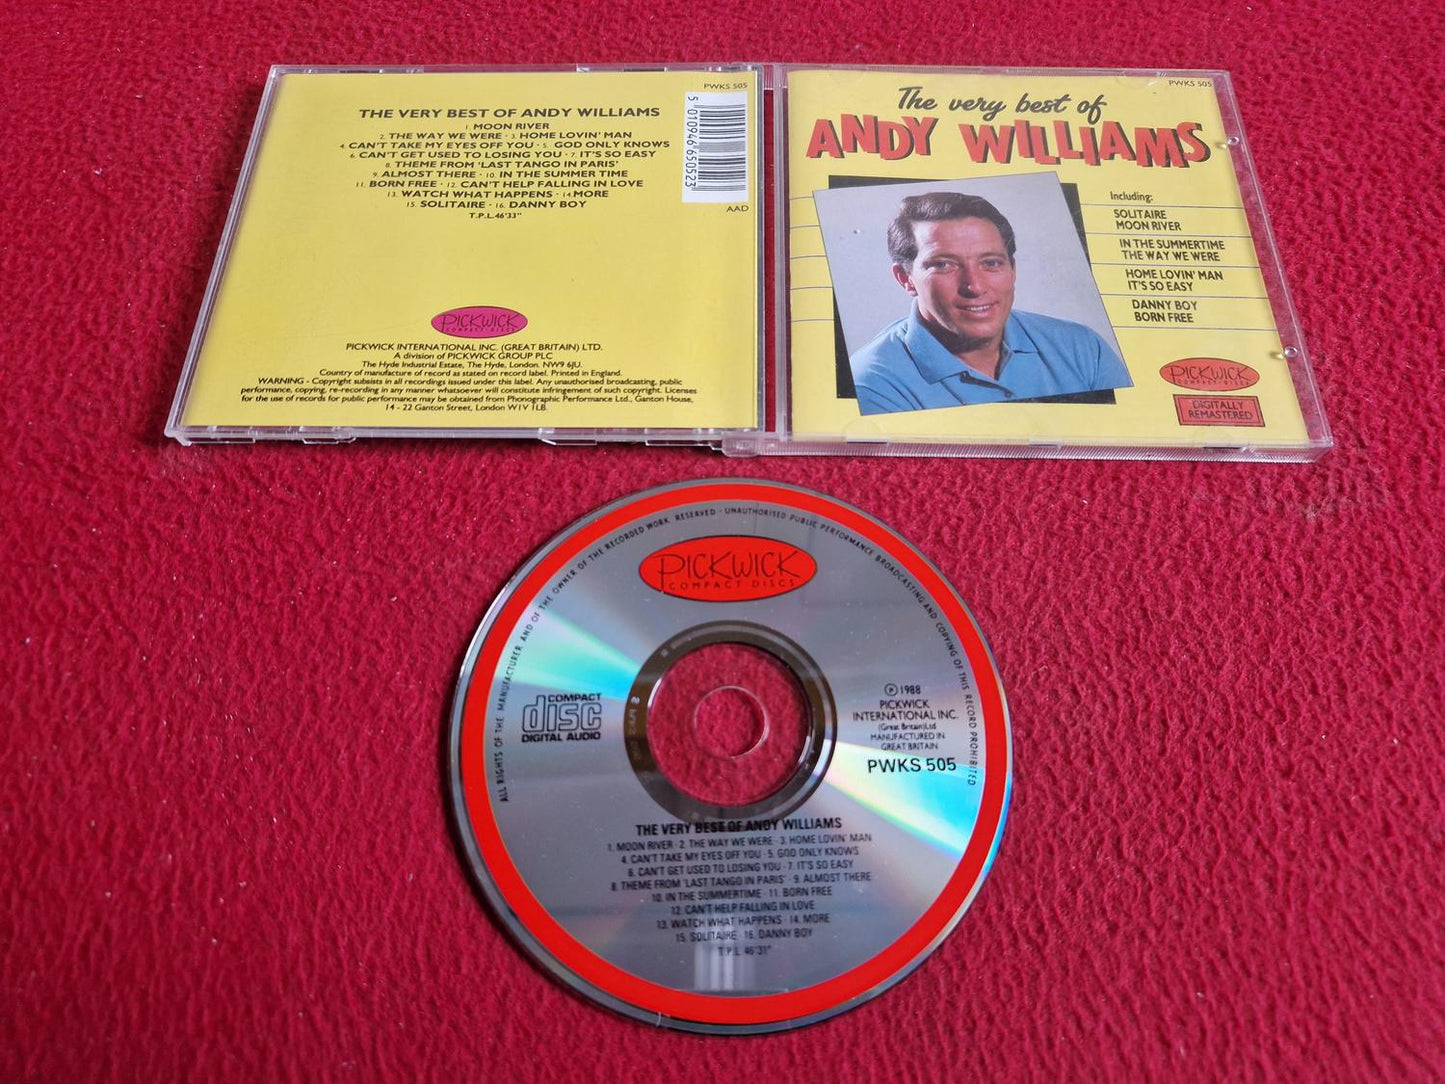 PWKS 505
THE VERY BEST OF ANDY WILLIAMS
1. MOON RIVER
2. THE WAY WE WERE · 3. HOME LOVIN' MAN
4. CAN'T TAKE MY EYES OFF YOU · 5. GOD ONLY KNOWS
6. CAN'T GET USED TO LOSING YOU · 7. IT'S SO EASY
8. THEME FROM 'LAST TANGO IN PARIS'
9. ALMOST THERE · 10. IN THE SUMMER TIME
11. BORN FREE · 12. CAN'T HELP FALLING IN LOVE
13. WATCH WHAT HAPPENS · 14. MORE
15. SOLITAIRE · 16. DANNY BOY
T.P.L. 46'33"
5 010946 650523
AAD
PICKWICK
COMPACT·DISCS
PICKWICK INTERNATIONAL INC. (GREAT BRITAIN) LTD.
A division of PICKWICK GROUP PLC
The Hyde Industrial Estate, The Hyde, London. NW9 6JU.
Country of manufacture of record as stated on record label. Printed in England.
WARNING - Copyright subsists in all recordings issued under this label. Any unauthorised broadcasting, public
performance, copying, re-recording in any manner whatsoever will constitute infringement of such copyright. Licenses
for the use of records for public performance may be obtained from Phonographic Performance Ltd., Ganton House,
14 - 22 Ganton Street, London W1V 1LB.
PWKS 505
The very best of
ANDY WILLIAMS
Including:
SOLITAIRE
MOON RIVER
IN THE SUMMERTIME
THE WAY WE WERE
HOME LOVIN' MAN
IT'S SO EASY
DANNY BOY
BORN FREE
PICKWICK
COMPACT·DISCS
DIGITALLY
REMASTERED
ALL RIGHTS OF THE MANUFACTURER AND OF THE OWNER OF THE RECORDED WORK RESERVED · UNAUTHORISED PUBLIC PERFORMANCE BROADCASTING AND COPYING OF THIS RECORD PROHIBITED
PICKWICK
COMPACT·DISCS
COMPACT
disc
DIGITAL AUDIO
℗ 1988
PICKWICK
INTERNATIONAL INC.
(Great Britain) Ltd
MANUFACTURED IN
GREAT BRITAIN
PWKS 505
THE VERY BEST OF ANDY WILLIAMS
1. MOON RIVER · 2. THE WAY WE WERE · 3. HOME LOVIN' MAN
4. CAN'T TAKE MY EYES OFF YOU · 5. GOD ONLY KNOWS
6. CAN'T GET USED TO LOSING YOU · 7. IT'S SO EASY
8. THEME FROM 'LAST TANGO IN PARIS' · 9. ALMOST THERE
10. IN THE SUMMERTIME · 11. BORN FREE
12. CAN'T HELP FALLING IN LOVE
13. WATCH WHAT HAPPENS · 14. MORE
15. SOLITAIRE · 16. DANNY BOY
T.P.L. 46'31"